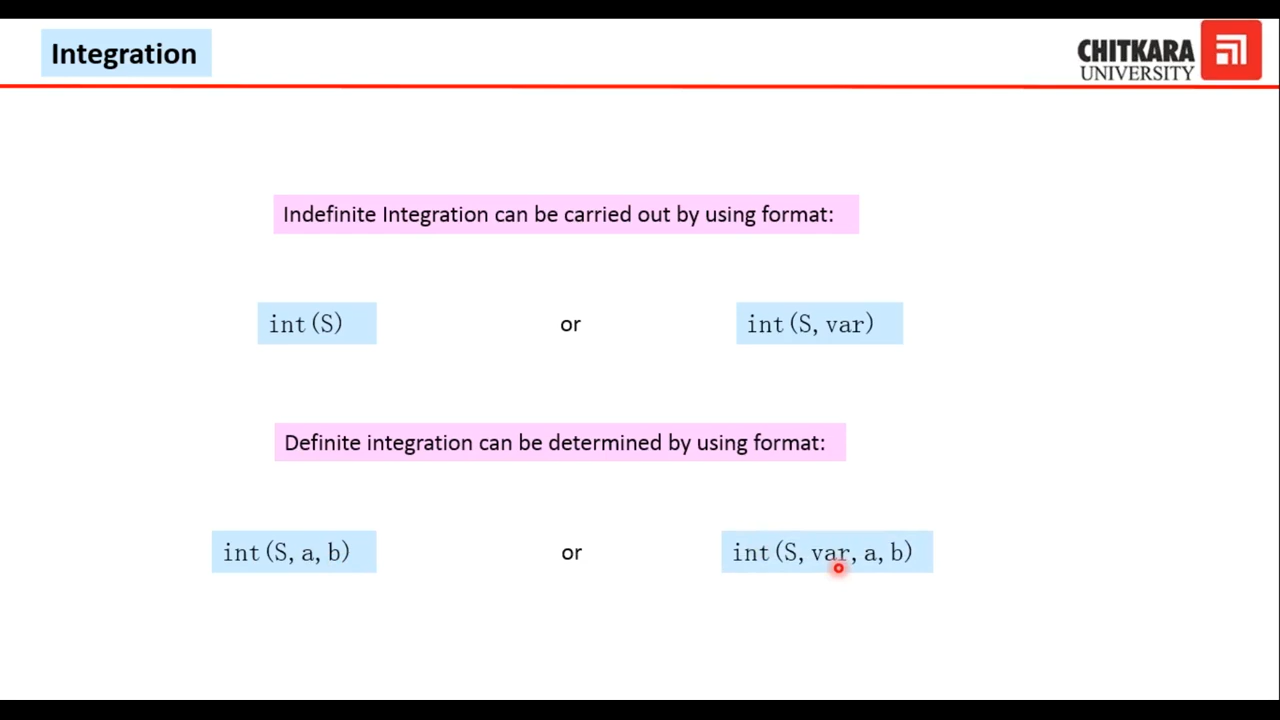 Integration
CHITKARA
UNIVERSITY
Indefinite Integration can be carried out by using format:
int(S) or int(S, var)
Definite integration can be determined by using format:
int(S, a, b) or int(S, var, a, b)